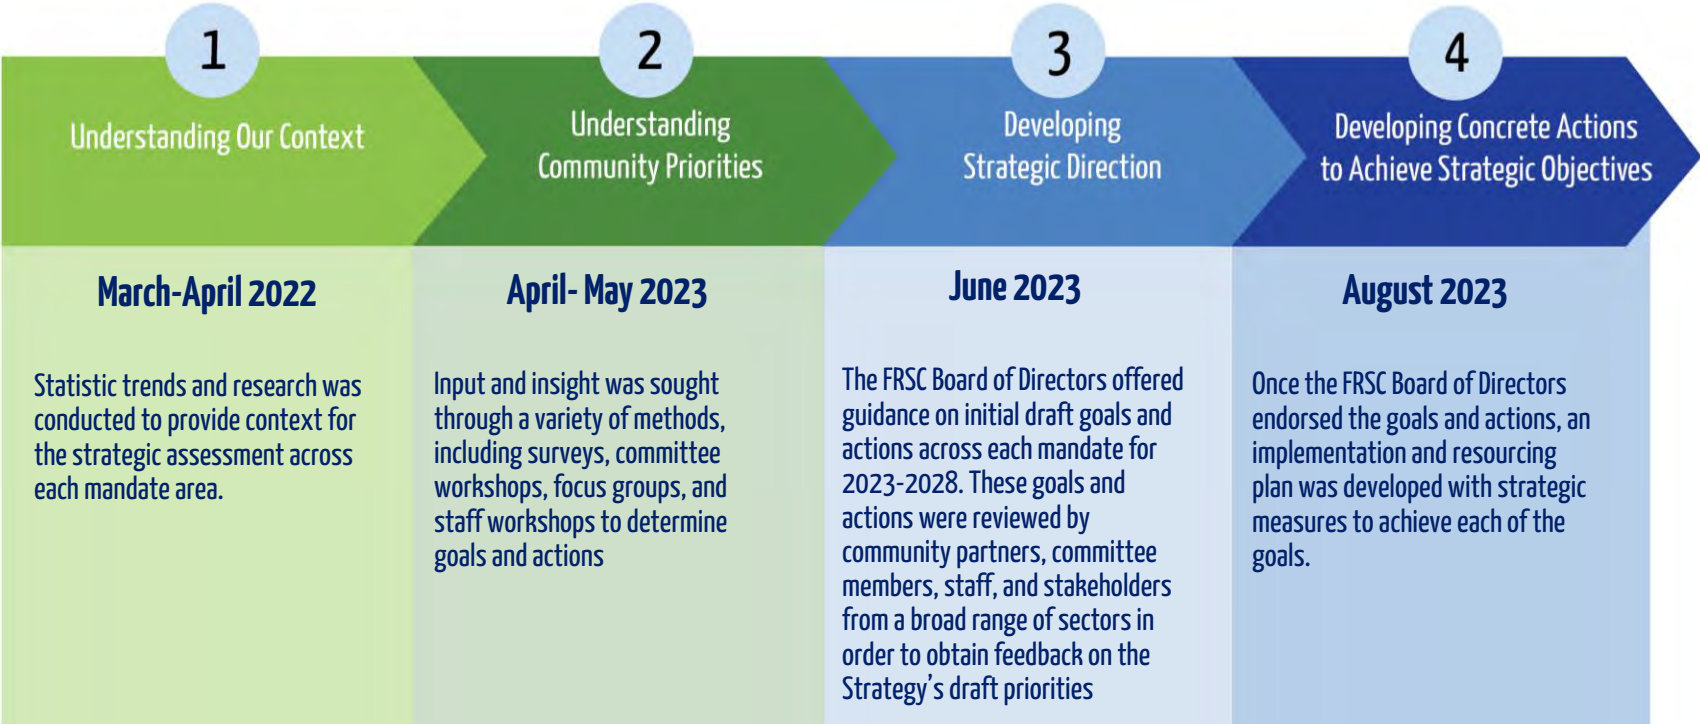 1
Understanding Our Context
March-April 2022
Statistic trends and research was
conducted to provide context for
the strategic assessment across
each mandate area.
2
Understanding
Community Priorities
April- May 2023
Input and insight was sought
through a variety of methods,
including surveys, committee
workshops, focus groups, and
staff workshops to determine
goals and actions
3
Developing
Strategic Direction
June 2023
The FRSC Board of Directors offered
guidance on initial draft goals and
actions across each mandate for
2023-2028. These goals and
actions were reviewed by
community partners, committee
members, staff, and stakeholders
from a broad range of sectors in
order to obtain feedback on the
Strategy's draft priorities
4
Developing Concrete Actions
to Achieve Strategic Objectives
August 2023
Once the FRSC Board of Directors
endorsed the goals and actions, an
implementation and resourcing
plan was developed with strategic
measures to achieve each of the
goals.